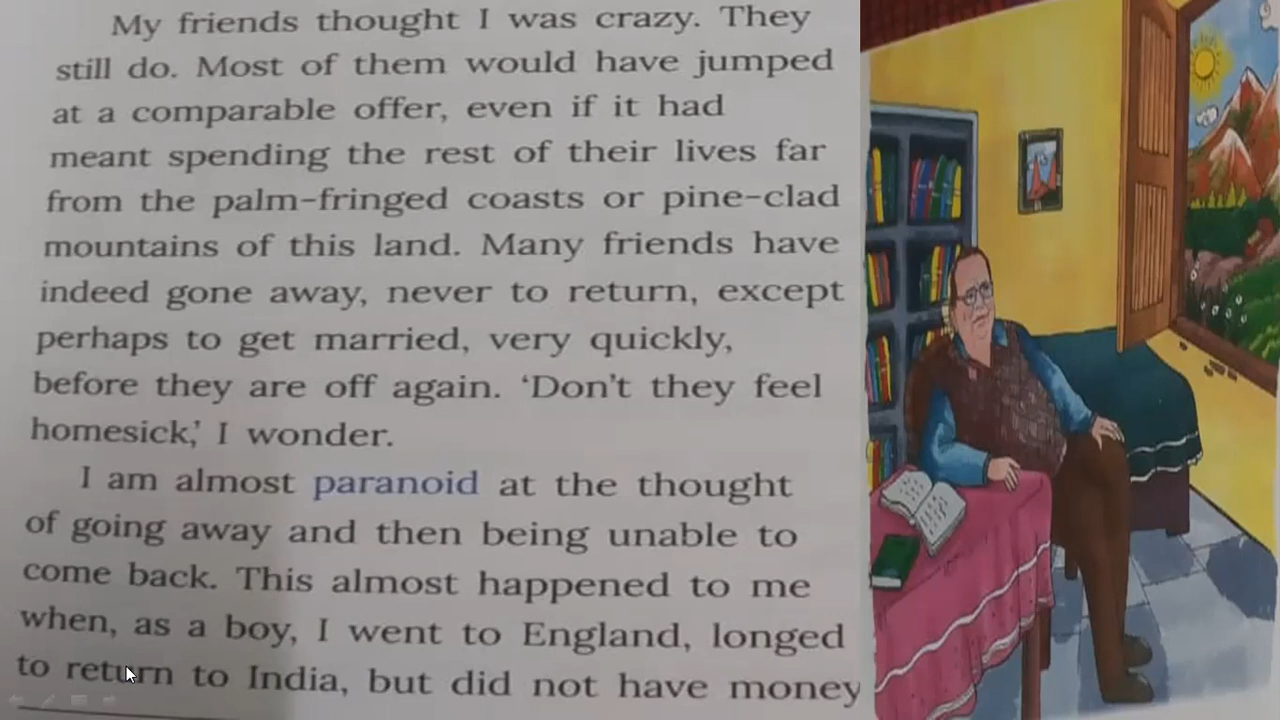 My friends thought I was crazy. They
still do. Most of them would have jumped
at a comparable offer, even if it had
meant spending the rest of their lives far
from the palm-fringed coasts or pine-clad
mountains of this land. Many friends have
indeed gone away, never to return, except
perhaps to get married, very quickly,
before they are off again. ‘Don’t they feel
homesick,’ I wonder.
I am almost paranoid at the thought
of going away and then being unable to
come back. This almost happened to me
when, as a boy, I went to England, longed
to return to India, but did not have money